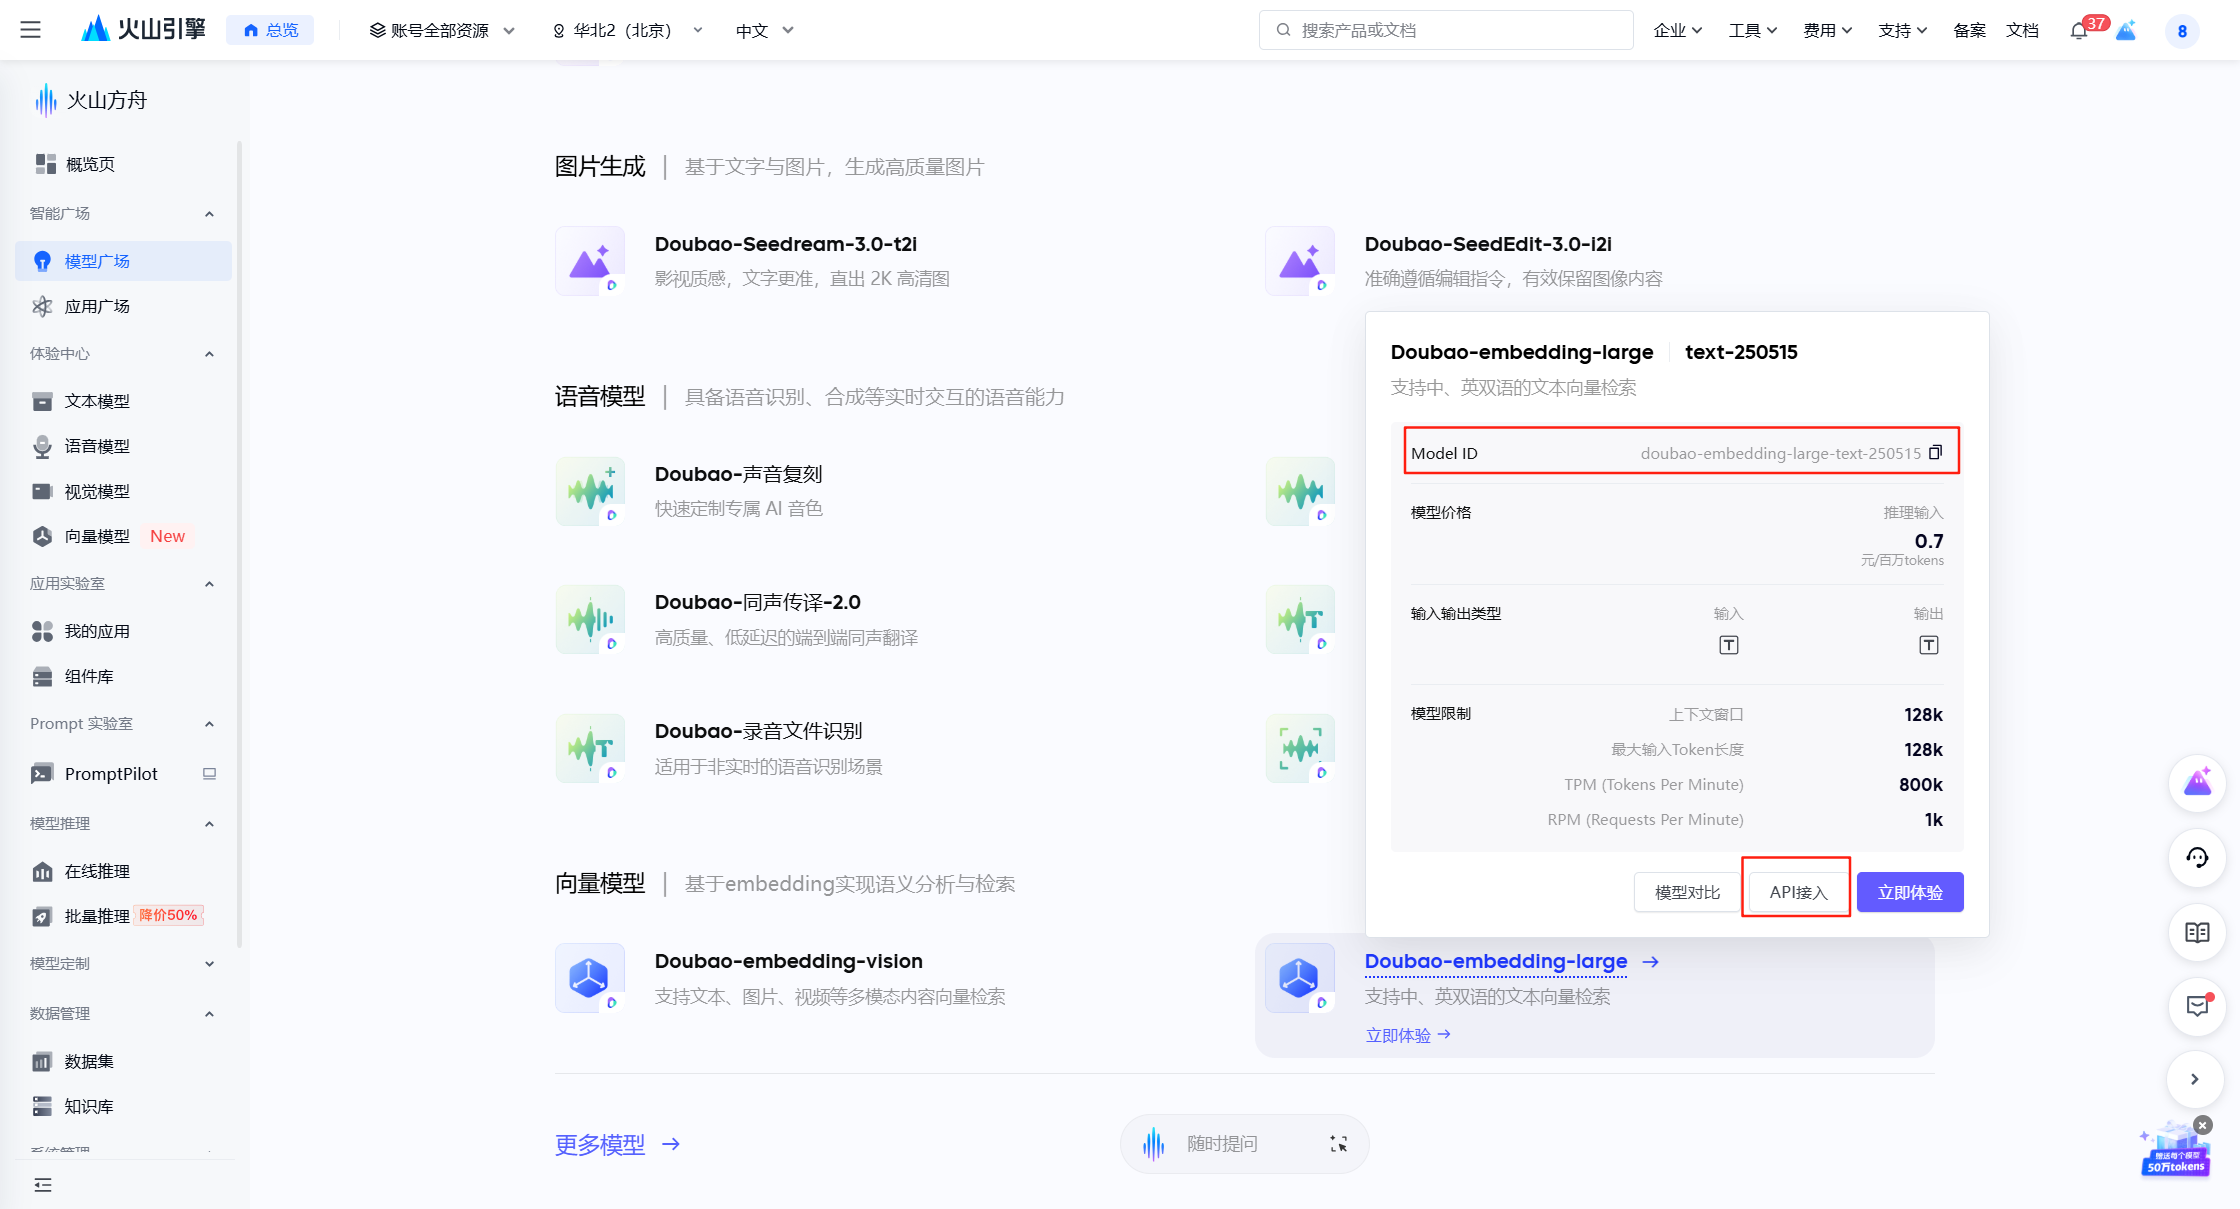 火山引擎
总览
账号全部资源
华北2（北京）
中文
搜索产品或文档
企业
工具
费用
支持
备案
文档
37
8
火山方舟
概览页
智能广场
模型广场
应用广场
体验中心
文本模型
语音模型
视觉模型
向量模型 New
应用实验室
我的应用
组件库
Prompt 实验室
PromptPilot
模型推理
在线推理
批量推理 降价50%
模型定制
数据管理
数据集
知识库
图片生成 | 基于文字与图片，生成高质量图片
Doubao-Seedream-3.0-t2i
影视质感，文字更准，直出 2K 高清图
Doubao-SeedEdit-3.0-i2i
准确遵循编辑指令，有效保留图像内容
语音模型 | 具备语音识别、合成等实时交互的语音能力
Doubao-声音复刻
快速定制专属 AI 音色
Doubao-同声传译-2.0
高质量、低延迟的端到端同声翻译
Doubao-录音文件识别
适用于非实时的语音识别场景
向量模型 | 基于embedding实现语义分析与检索
Doubao-embedding-vision
支持文本、图片、视频等多模态内容向量检索
Doubao-embedding-large
支持中、英双语的文本向量检索
立即体验
Doubao-embedding-large text-250515
支持中、英双语的文本向量检索
Model ID doubao-embedding-large-text-250515
模型价格 推理输入
0.7
元/百万tokens
输入输出类型 输入 输出
T T
模型限制 上下文窗口 128k
最大输入Token长度 128k
TPM (Tokens Per Minute) 800k
RPM (Requests Per Minute) 1k
模型对比
API接入
立即体验
更多模型
随时提问
赠送每个模型
50万tokens